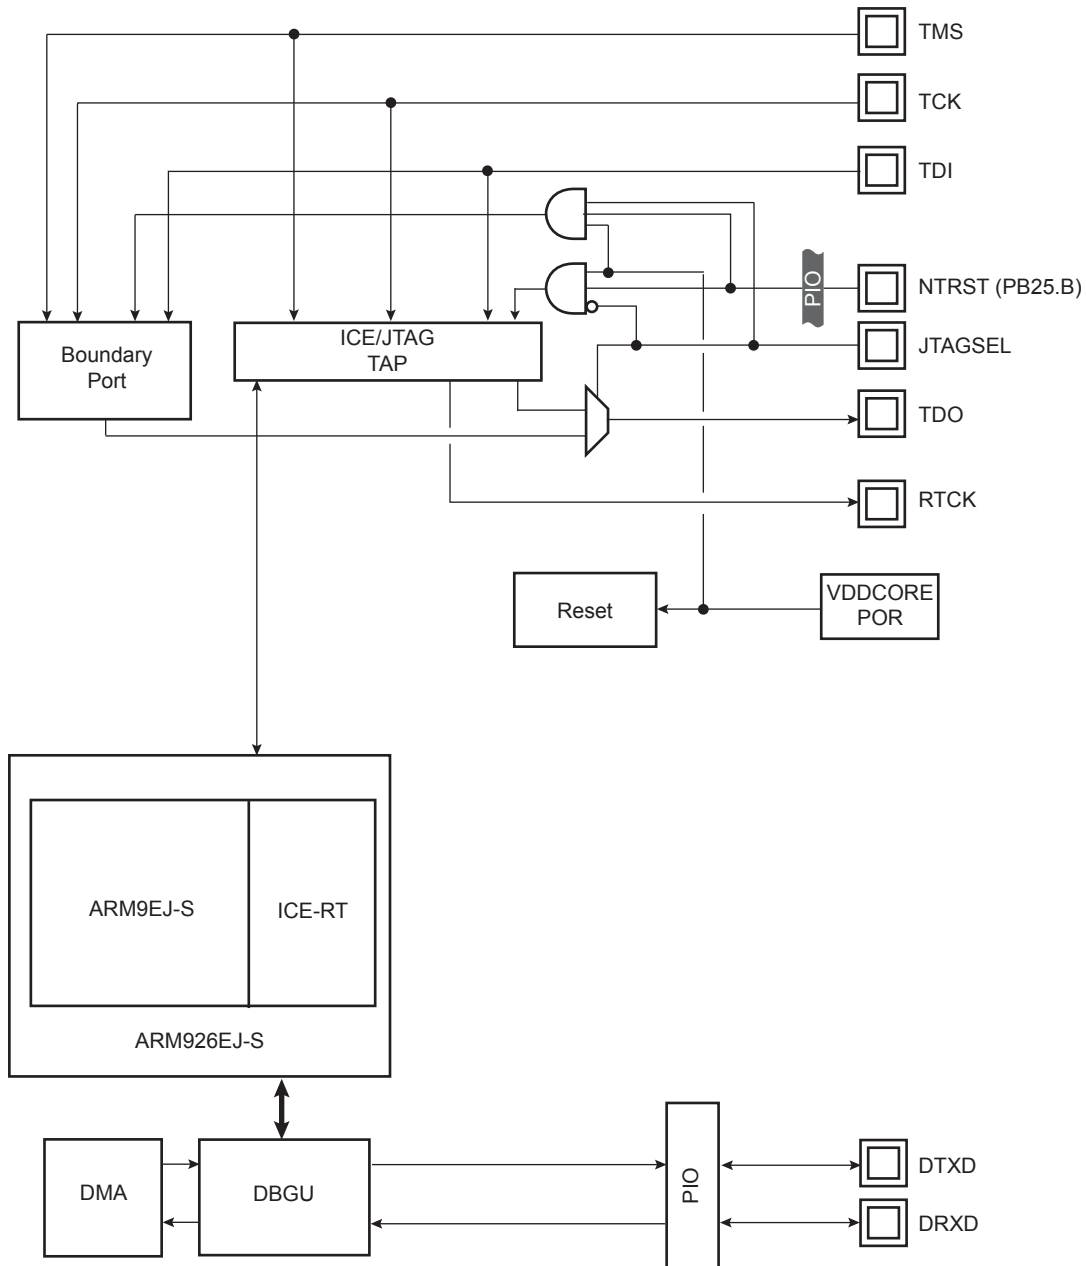 TMS
TCK
TDI
PIO
NTRST (PB25.B)
Boundary
Port
ICE/JTAG
TAP
JTAGSEL
TDO
RTCK
Reset
VDDCORE
POR
ARM9EJ-S
ICE-RT
ARM926EJ-S
DMA
DBGU
PIO
DTXD
DRXD